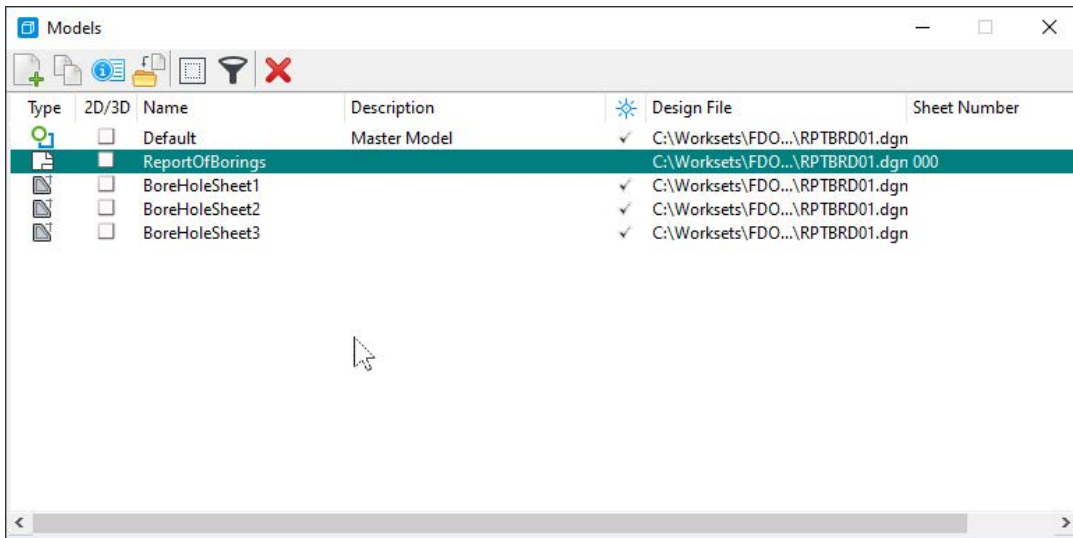 Models
Type 2D/3D Name Description Design File Sheet Number
Default Master Model C:\Worksets\FDO...\RPTBRD01.dgn
ReportOfBorings C:\Worksets\FDO...\RPTBRD01.dgn 000
BoreHoleSheet1 C:\Worksets\FDO...\RPTBRD01.dgn
BoreHoleSheet2 C:\Worksets\FDO...\RPTBRD01.dgn
BoreHoleSheet3 C:\Worksets\FDO...\RPTBRD01.dgn